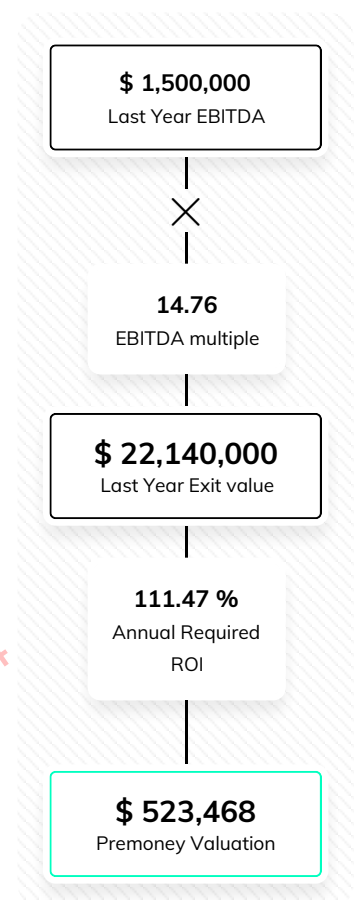 $ 1,500,000
Last Year EBITDA
14.76
EBITDA multiple
$ 22,140,000
Last Year Exit value
111.47 %
Annual Required
ROI
$ 523,468
Premoney Valuation